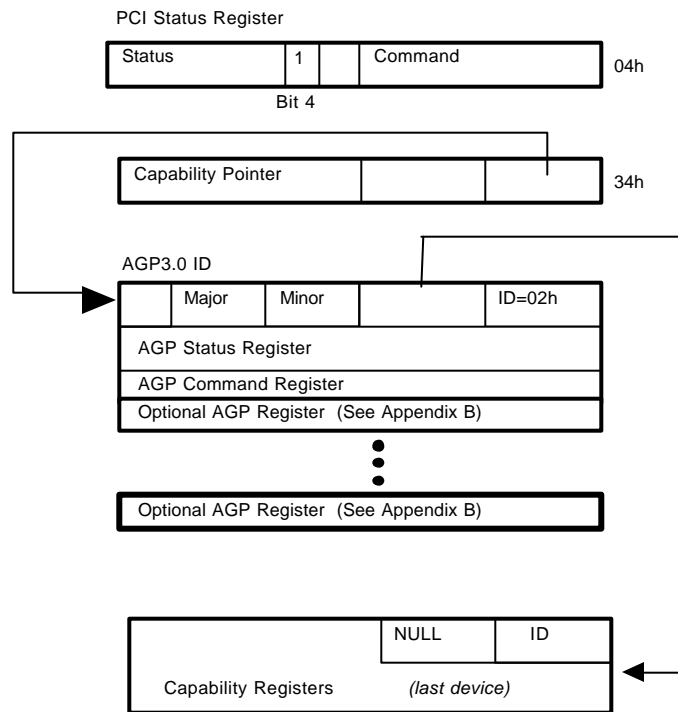 PCI Status Register
Status 1 Command 04h
Bit 4
Capability Pointer 34h
AGP3.0 ID
Major Minor ID=02h
AGP Status Register
AGP Command Register
Optional AGP Register (See Appendix B)
Optional AGP Register (See Appendix B)
NULL ID
Capability Registers (last device)